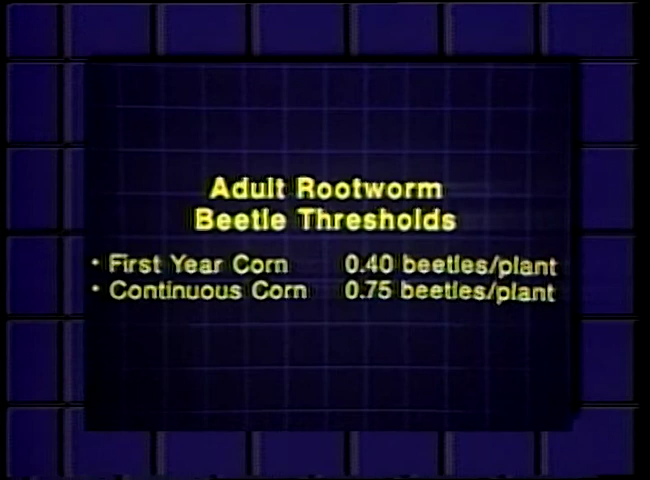 Adult Rootworm
Beetle Thresholds
• First Year Corn 0.40 beetles/plant
• Continuous Corn 0.75 beetles/plant